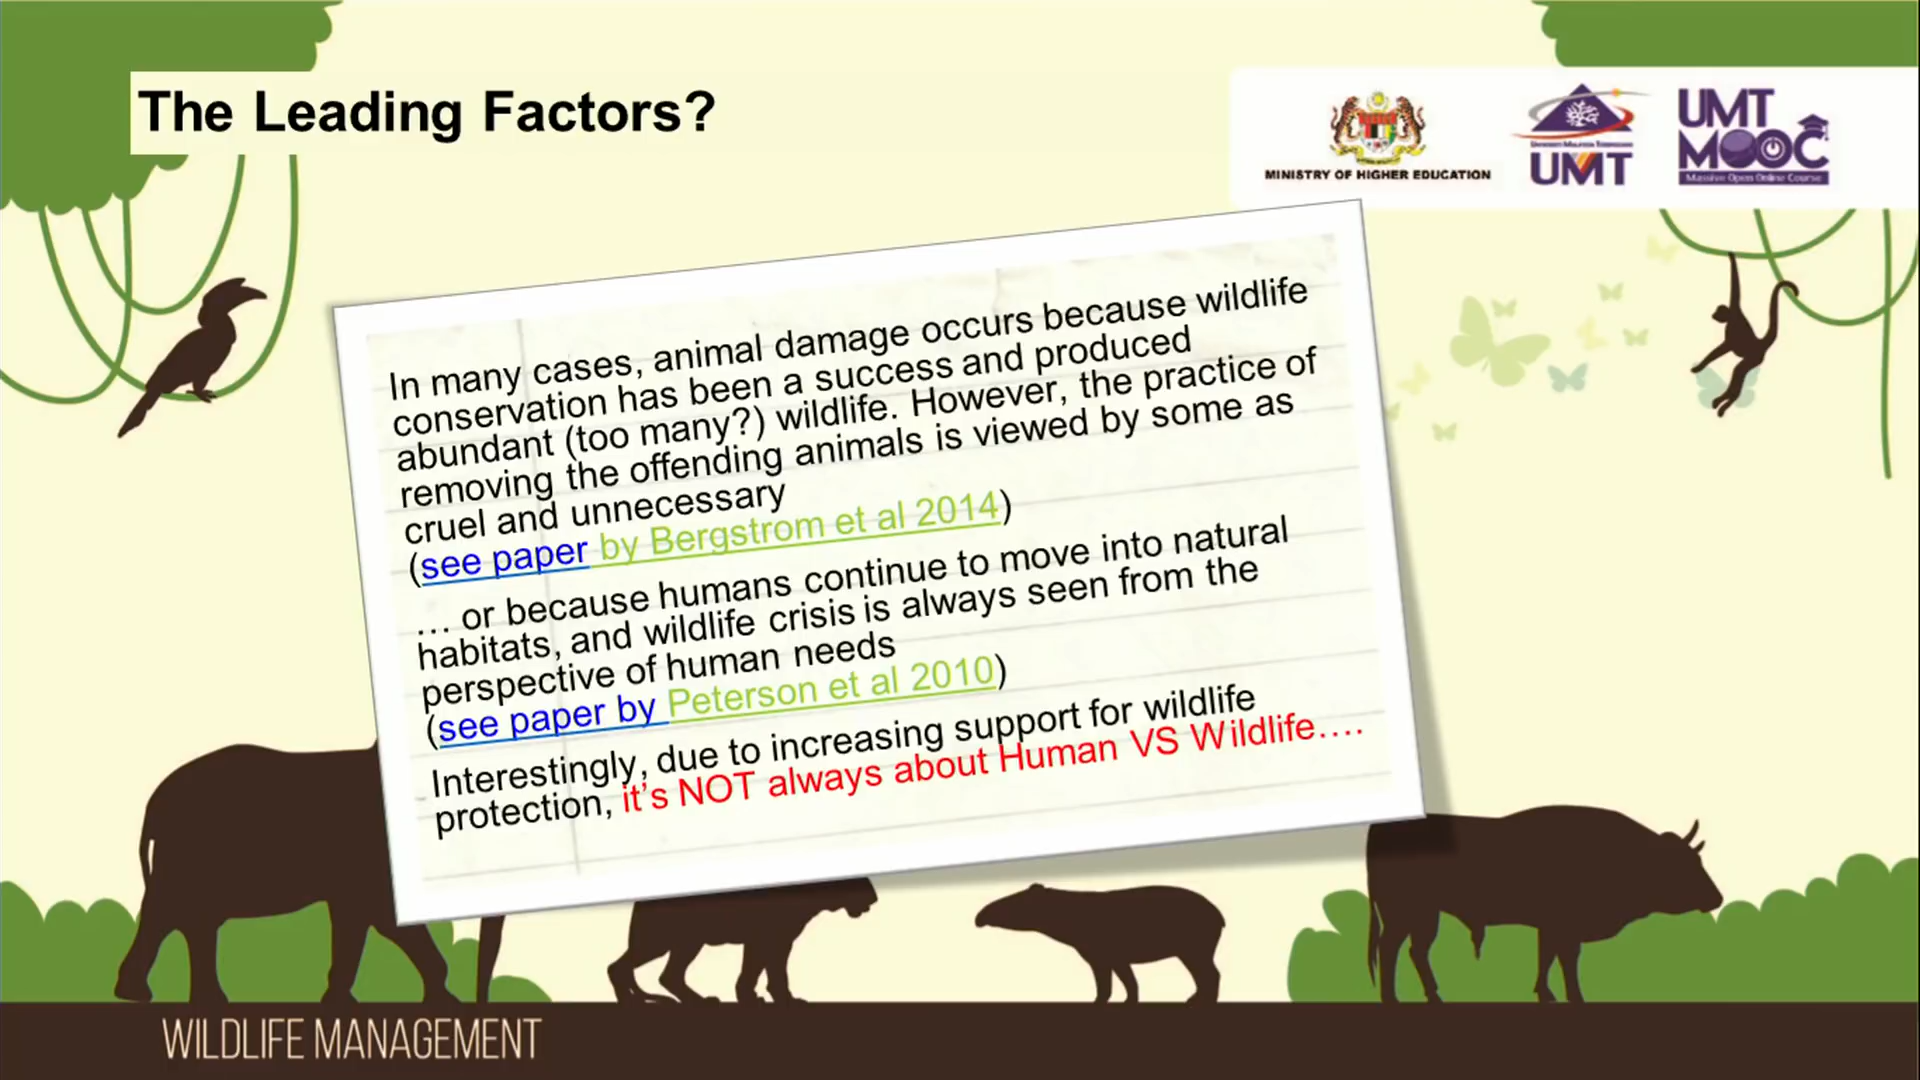 The Leading Factors?
MINISTRY OF HIGHER EDUCATION
UNIVERSITI MALAYSIA TERENGGANU
UMT
UMT
MOOC
Massive Open Online Course
In many cases, animal damage occurs because wildlife
conservation has been a success and produced
abundant (too many?) wildlife. However, the practice of
removing the offending animals is viewed by some as
cruel and unnecessary
(see paper by Bergstrom et al 2014)
… or because humans continue to move into natural
habitats, and wildlife crisis is always seen from the
perspective of human needs
(see paper by Peterson et al 2010)
Interestingly, due to increasing support for wildlife
protection, it’s NOT always about Human VS Wildlife….
WILDLIFE MANAGEMENT